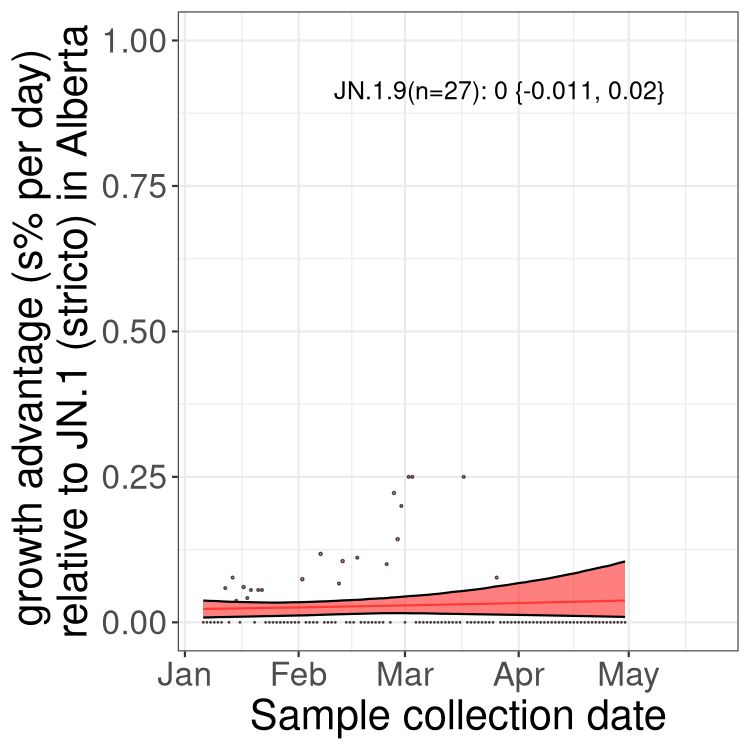 growth advantage (s% per day)
relative to JN.1 (stricto) in Alberta
1.00
0.75
0.50
0.25
0.00
JN.1.9(n=27): 0 {-0.011, 0.02}
Jan Feb Mar Apr May
Sample collection date